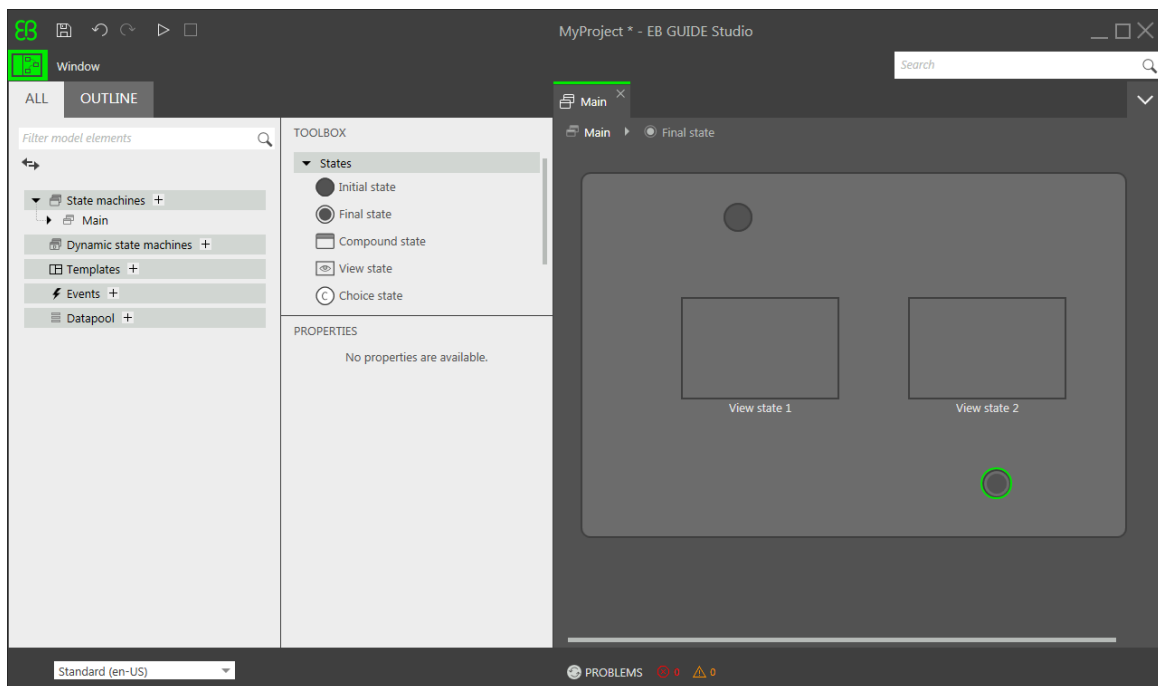 EB
MyProject * - EB GUIDE Studio
Window
Search
ALL
OUTLINE
Main
Filter model elements
TOOLBOX
Main
Final state
States
Initial state
State machines +
Final state
Main
Compound state
Dynamic state machines +
Templates +
View state
Events +
C Choice state
Datapool +
PROPERTIES
No properties are available.
View state 1
View state 2
Standard (en-US)
PROBLEMS
0
0